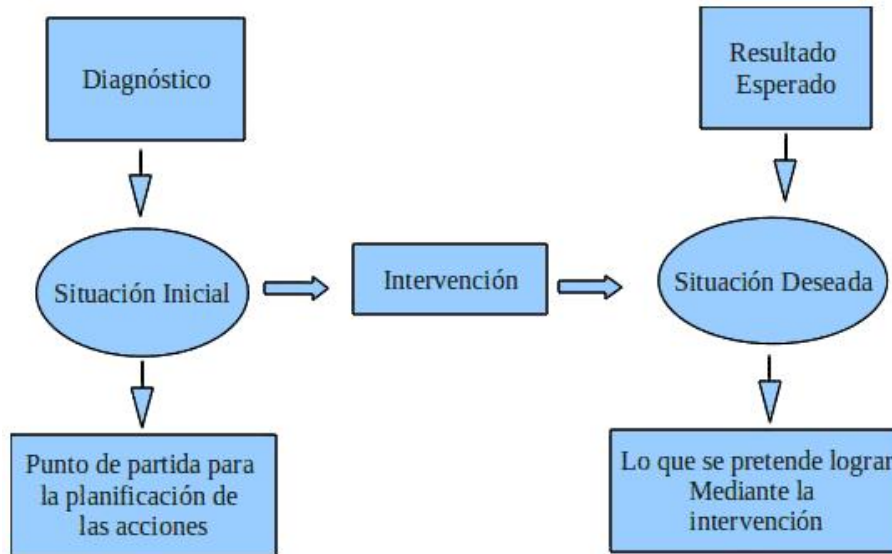 Diagnóstico
Resultado
Esperado
Situación Inicial
Intervención
Situación Deseada
Punto de partida para
la planificación de
las acciones
Lo que se pretende lograr
Mediante la
intervención